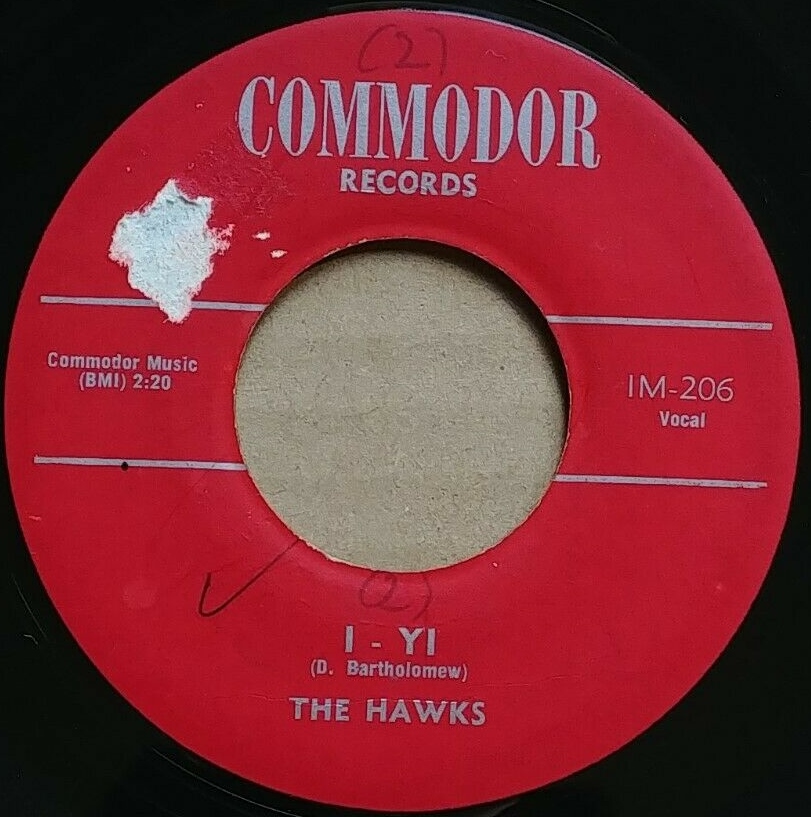 (2)
COMMODOR
RECORDS
Commodor Music
(BMI) 2:20
IM-206
Vocal
(2)
I - YI
(D. Bartholomew)
THE HAWKS